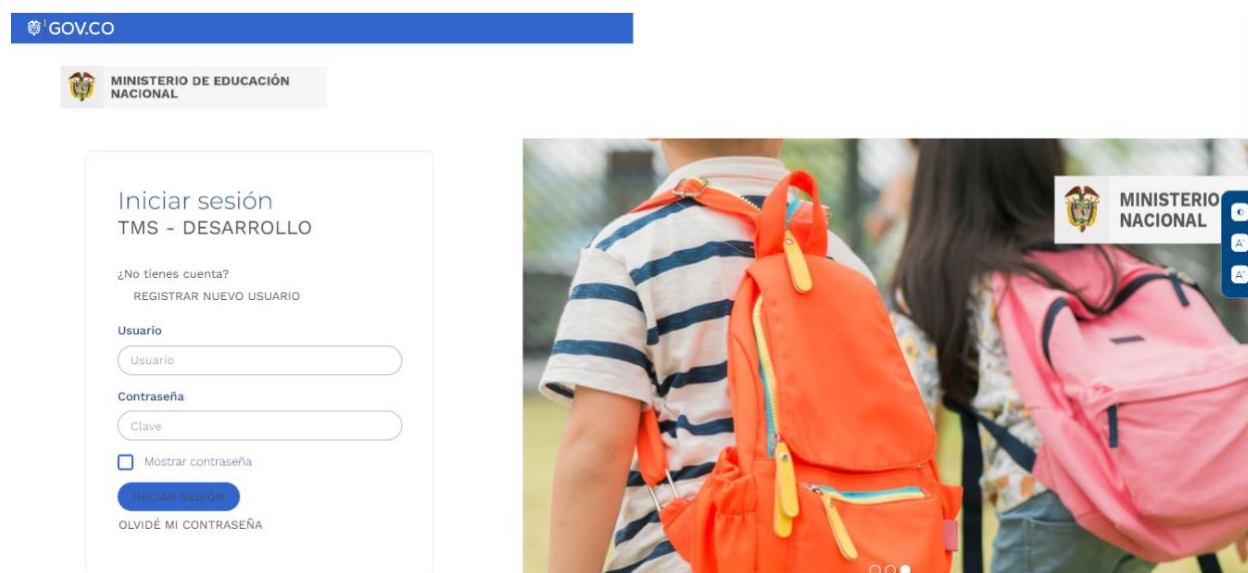 GOV.CO
MINISTERIO DE EDUCACIÓN
NACIONAL
Iniciar sesión
TMS - DESARROLLO
¿No tienes cuenta?
REGISTRAR NUEVO USUARIO
Usuario
Usuario
Contraseña
Clave
Mostrar contraseña
INICIAR SESIÓN
OLVIDÉ MI CONTRASEÑA
MINISTERIO
NACIONAL
A-
A+